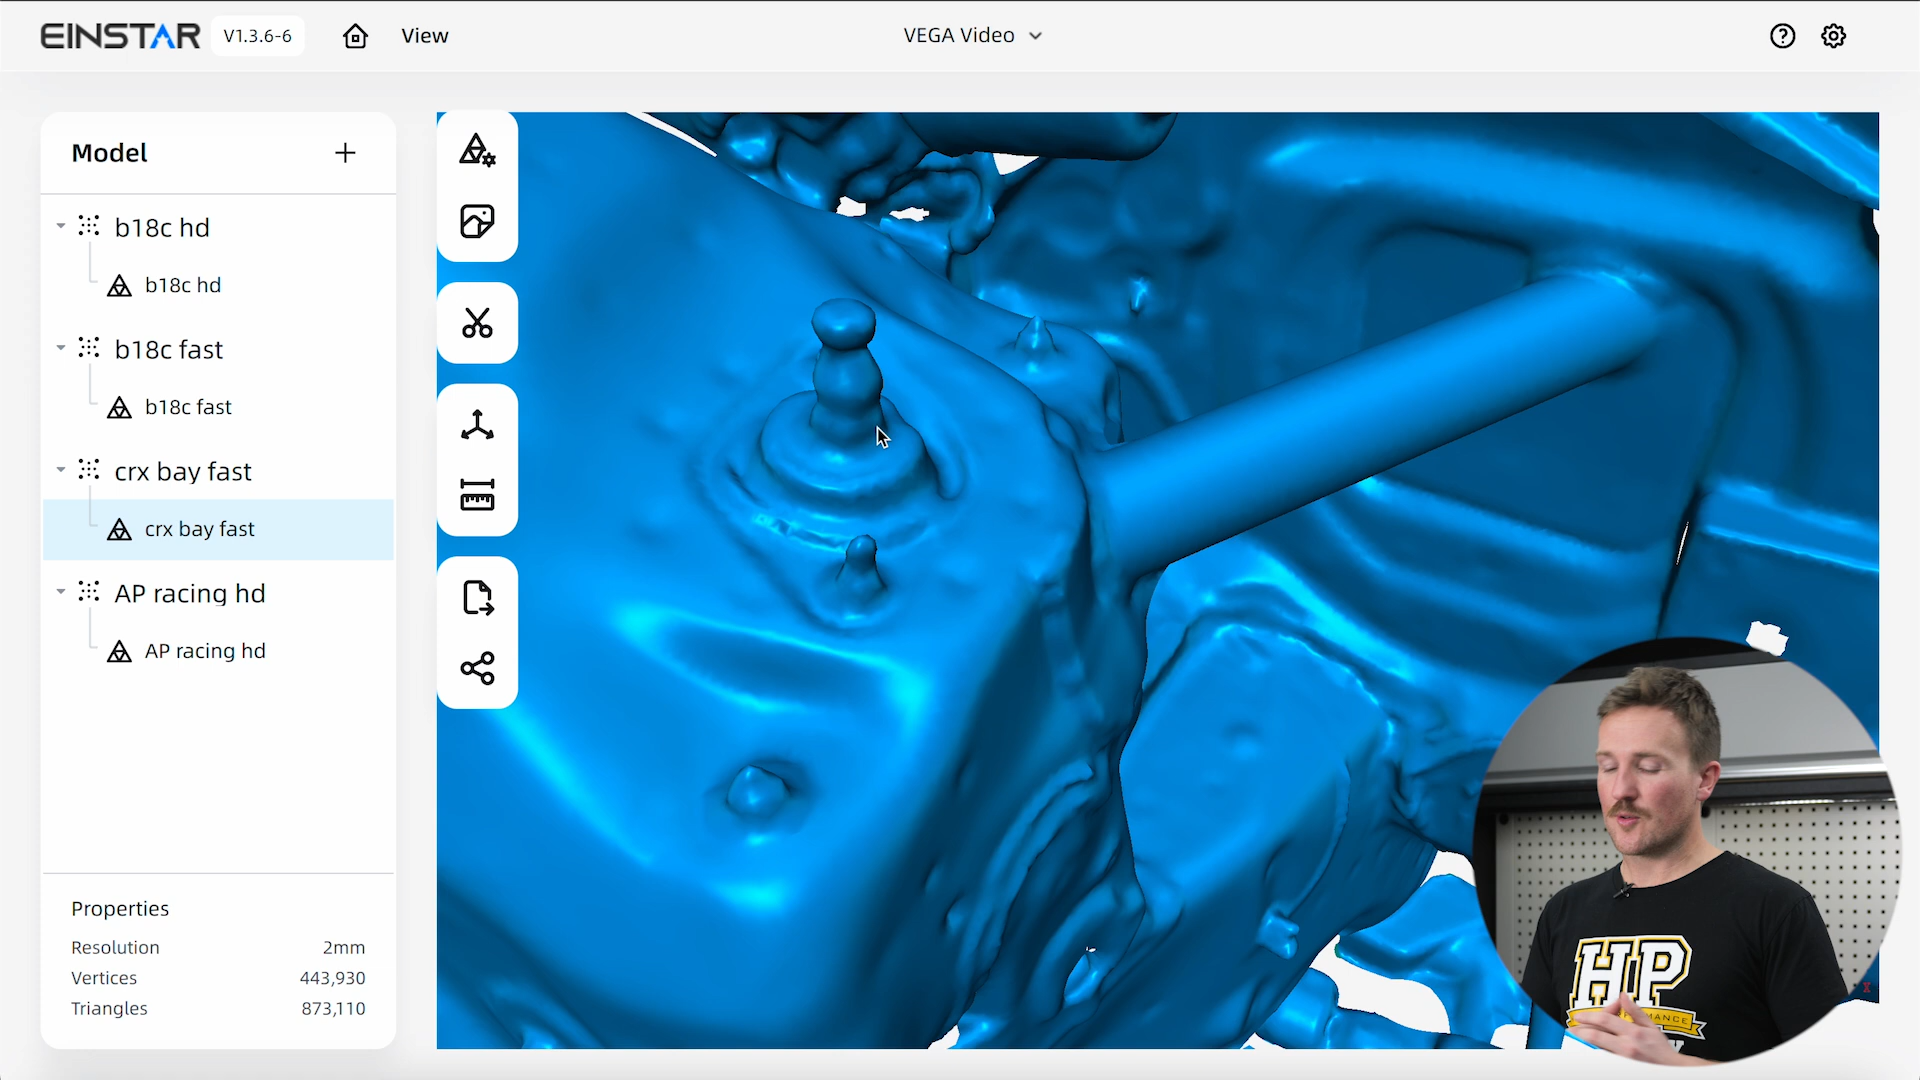 EINSTAR
V1.3.6-6
View
VEGA Video
Model
b18c hd
b18c hd
b18c fast
b18c fast
crx bay fast
crx bay fast
AP racing hd
AP racing hd
Properties
Resolution 2mm
Vertices 443,930
Triangles 873,110
HP